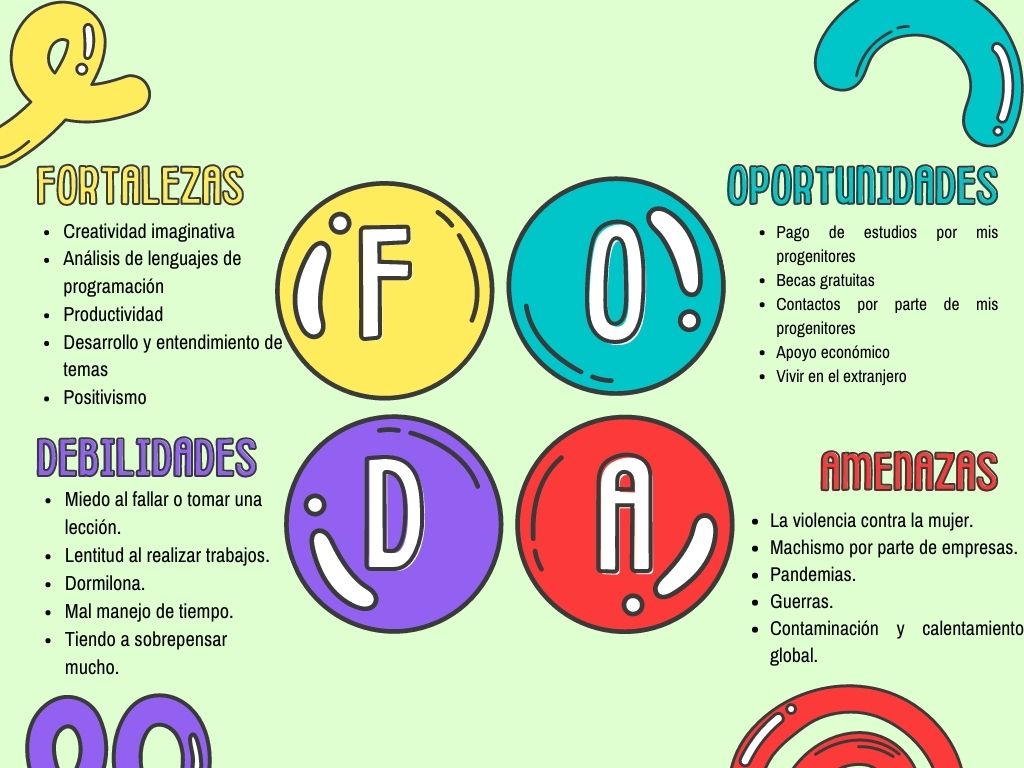 FORTALEZAS
Creatividad imaginativa
Análisis de lenguajes de
programación
Productividad
Desarrollo y entendimiento de
temas
Positivismo
F
O
OPORTUNIDADES
Pago de estudios por mis
progenitores
Becas gratuitas
Contactos por parte de mis
progenitores
Apoyo económico
Vivir en el extranjero
DEBILIDADES
Miedo al fallar o tomar una
lección.
Lentitud al realizar trabajos.
Dormilona.
Mal manejo de tiempo.
Tiendo a sobrepensar
mucho.
D
A
AMENAZAS
La violencia contra la mujer.
Machismo por parte de empresas.
Pandemias.
Guerras.
Contaminación y calentamiento
global.